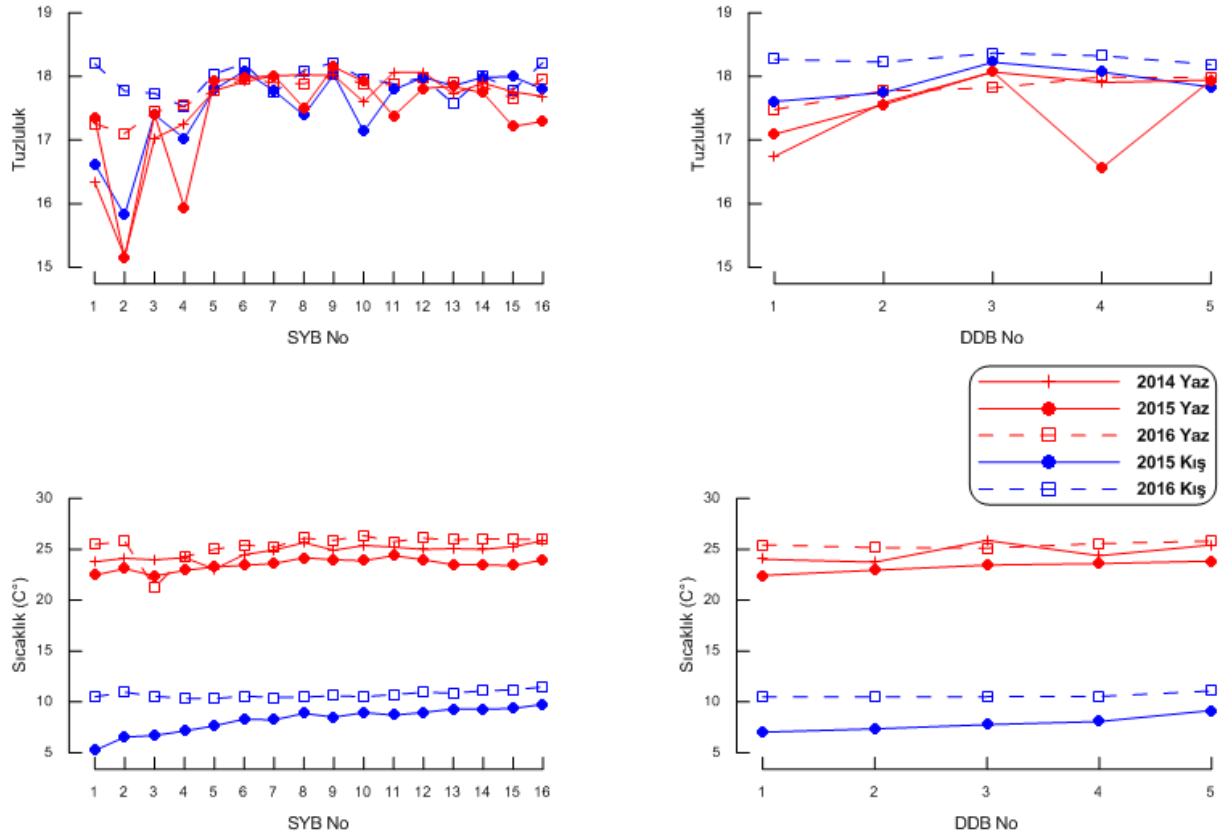 19
18
17
16
15
Tuzluluk
1 2 3 4 5 6 7 8 9 10 11 12 13 14 15 16
SYB No
19
18
17
16
15
Tuzluluk
1 2 3 4 5
DDB No
2014 Yaz
2015 Yaz
2016 Yaz
2015 Kış
2016 Kış
30
25
20
15
10
5
Sıcaklık (C°)
1 2 3 4 5 6 7 8 9 10 11 12 13 14 15 16
SYB No
30
25
20
15
10
5
Sıcaklık (C°)
1 2 3 4 5
DDB No